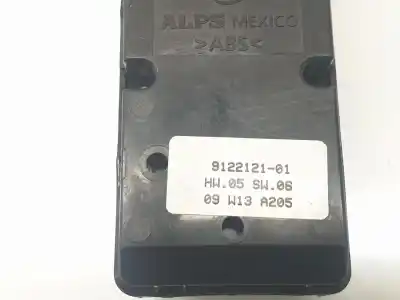 ALPS MEXICO
>ABS<
9122121-01
HW.05 SW.06
09 W13 A205